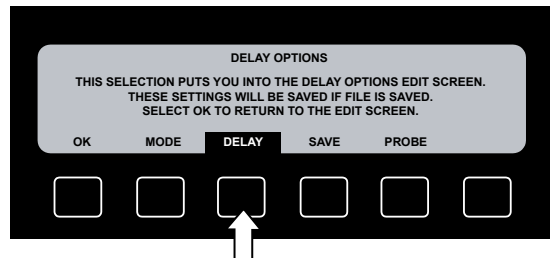 DELAY OPTIONS
THIS SELECTION PUTS YOU INTO THE DELAY OPTIONS EDIT SCREEN.
THESE SETTINGS WILL BE SAVED IF FILE IS SAVED.
SELECT OK TO RETURN TO THE EDIT SCREEN.
OK MODE DELAY SAVE PROBE